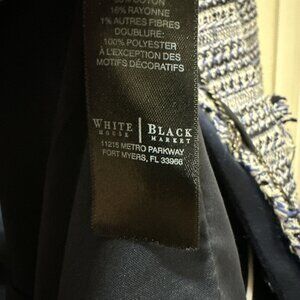 16% RAYONNE
1% AUTRES FIBRES
DOUBLURE:
100% POLYESTER
À L'EXCEPTION DES
MOTIFS DÉCORATIFS
WHITE | BLACK
HOUSE | MARKET
11215 METRO PARKWAY
FORT MYERS, FL 33966